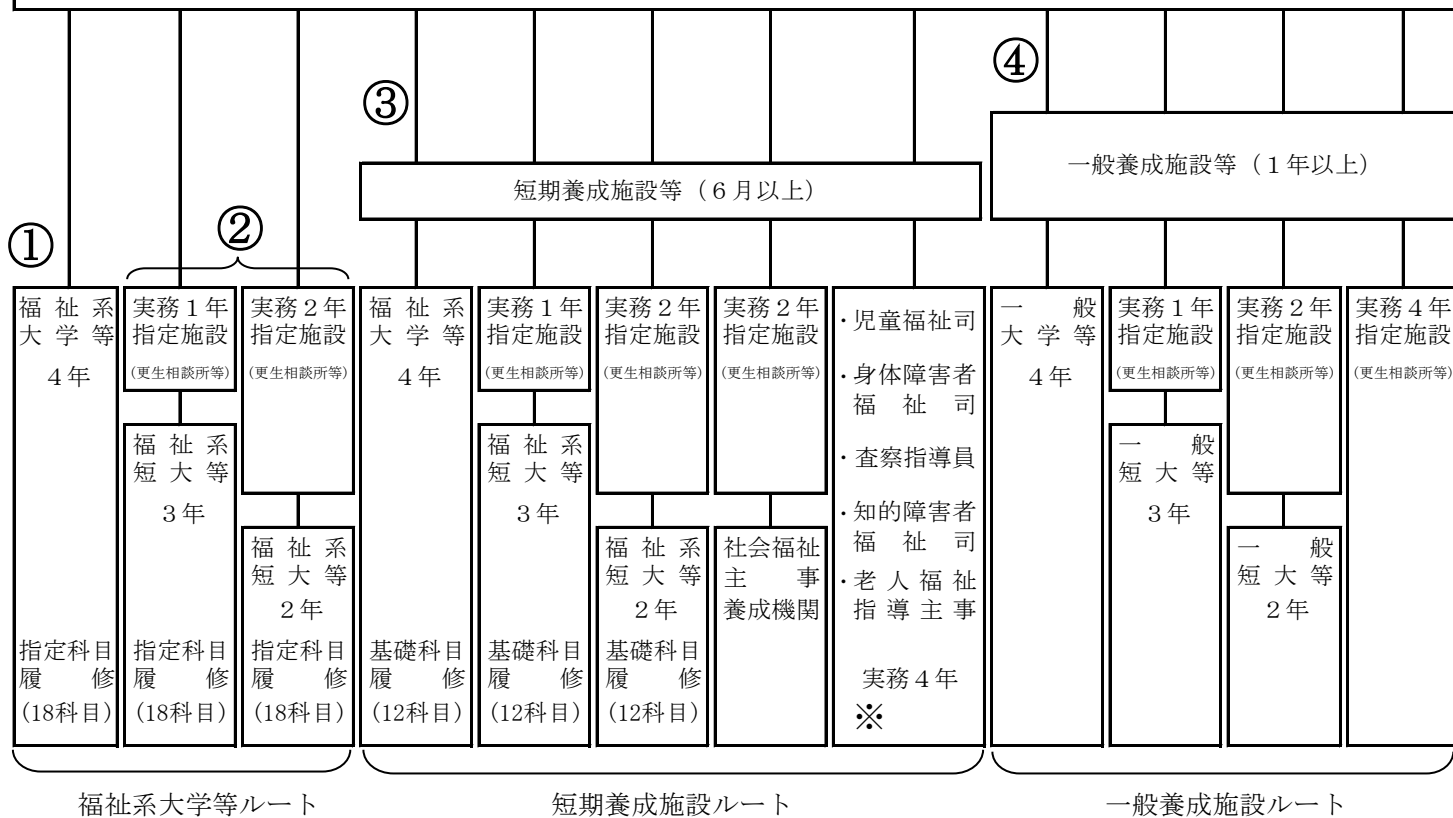 ④
③
一般養成施設等（１年以上）
短期養成施設等（６月以上）
②
①
福祉系
大学等
４年
指定科目
履修
(18科目)
実務１年
指定施設
(更生相談所等)
福祉系
短大等
３年
指定科目
履修
(18科目)
実務２年
指定施設
(更生相談所等)
福祉系
短大等
２年
指定科目
履修
(18科目)
福祉系
大学等
４年
基礎科目
履修
(12科目)
実務１年
指定施設
(更生相談所等)
福祉系
短大等
３年
基礎科目
履修
(12科目)
実務２年
指定施設
(更生相談所等)
福祉系
短大等
２年
基礎科目
履修
(12科目)
実務２年
指定施設
(更生相談所等)
社会福祉
主事
養成機関
・児童福祉司
・身体障害者
福祉司
・査察指導員
・知的障害者
福祉司
・老人福祉
指導主事
実務４年
※
一般
大学等
４年
実務１年
指定施設
(更生相談所等)
一般
短大等
３年
実務２年
指定施設
(更生相談所等)
一般
短大等
２年
実務４年
指定施設
(更生相談所等)
福祉系大学等ルート
短期養成施設ルート
一般養成施設ルート